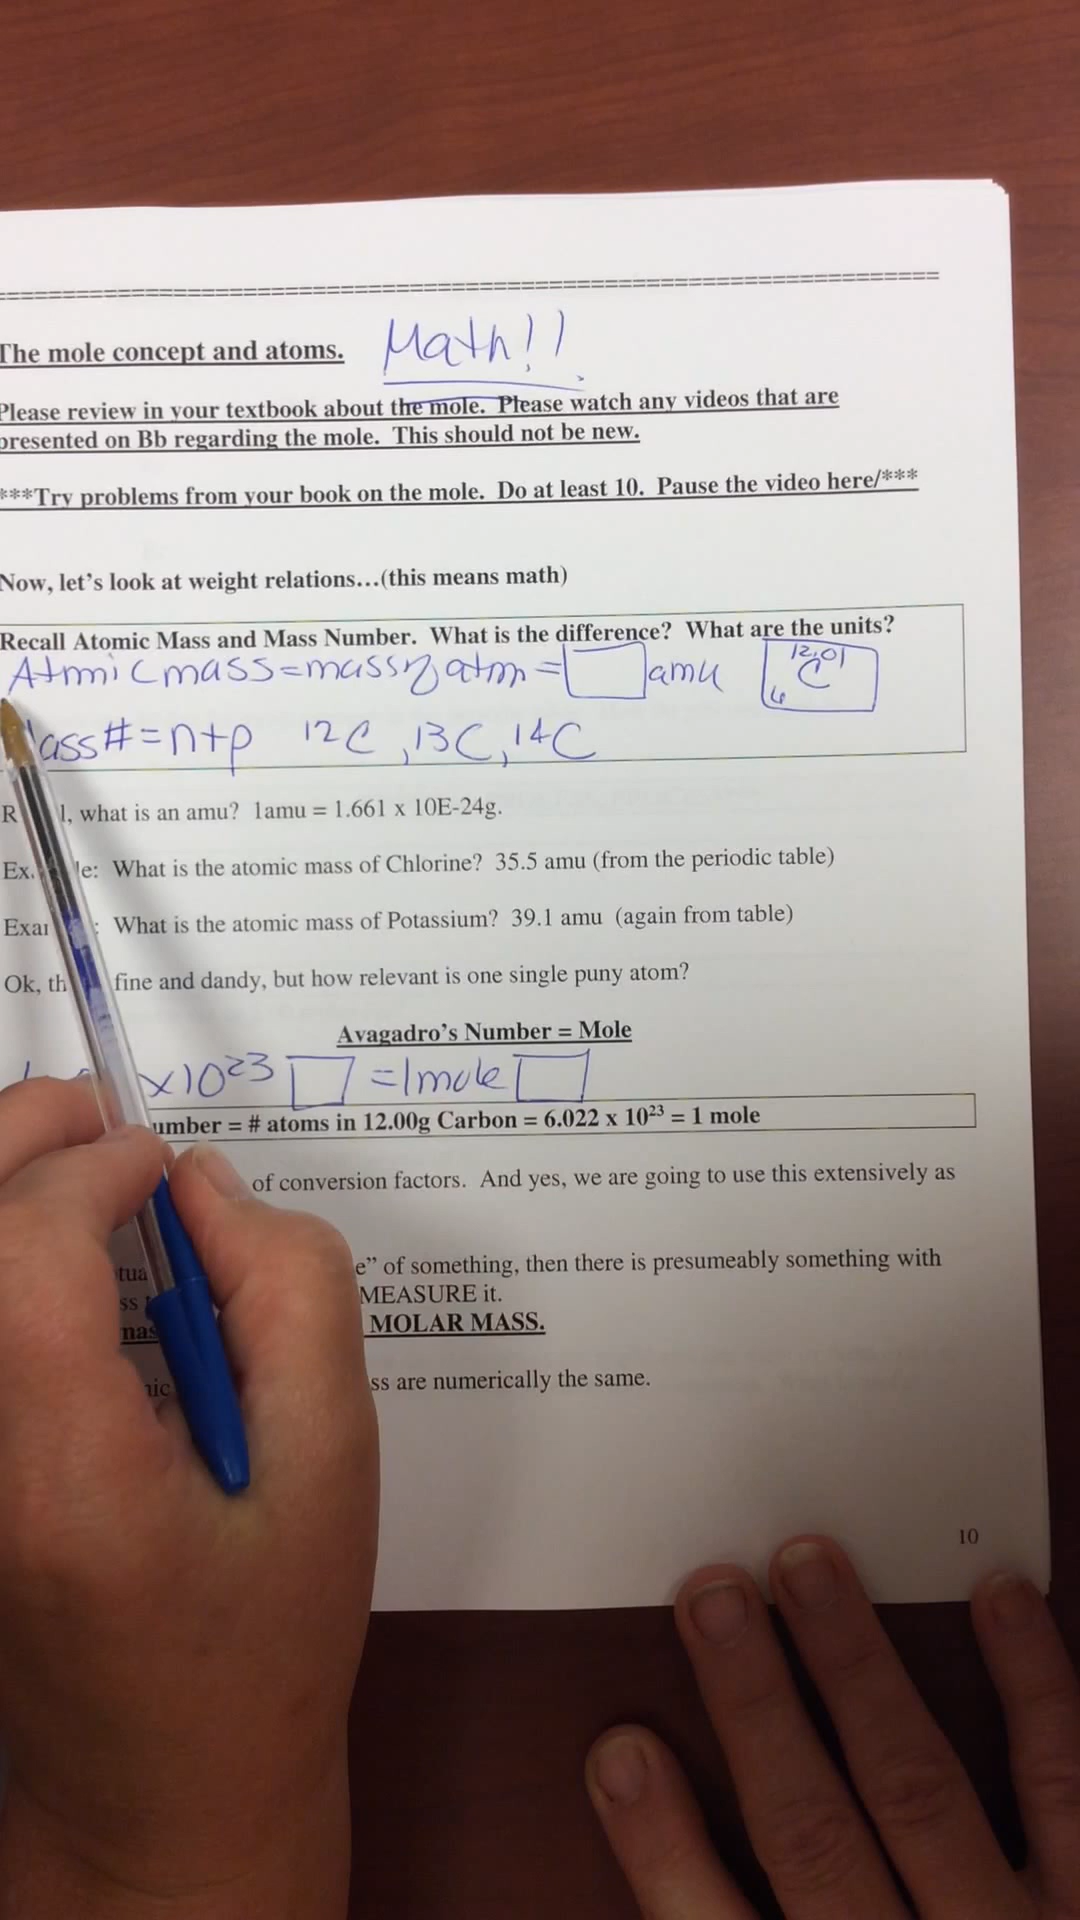 ===========================================================
The mole concept and atoms. Math!!
Please review in your textbook about the mole. Please watch any videos that are
presented on Bb regarding the mole. This should not be new.
***Try problems from your book on the mole. Do at least 10. Pause the video here/***
Now, let's look at weight relations…(this means math)
Recall Atomic Mass and Mass Number. What is the difference? What are the units?
Atmic mass = mass of atm = amu 12.01 C 6
ass # = n+p 12C, 13C, 14C
l, what is an amu? 1amu = 1.661 x 10E-24g.
Ex. le: What is the atomic mass of Chlorine? 35.5 amu (from the periodic table)
Exa : What is the atomic mass of Potassium? 39.1 amu (again from table)
Ok, th fine and dandy, but how relevant is one single puny atom?
Avagadro's Number = Mole
x10²³ = 1 mole
umber = # atoms in 12.00g Carbon = 6.022 x 10²³ = 1 mole
of conversion factors. And yes, we are going to use this extensively as
tua e" of something, then there is presumeably something with
ss MEASURE it.
mas MOLAR MASS.
ss are numerically the same.
10